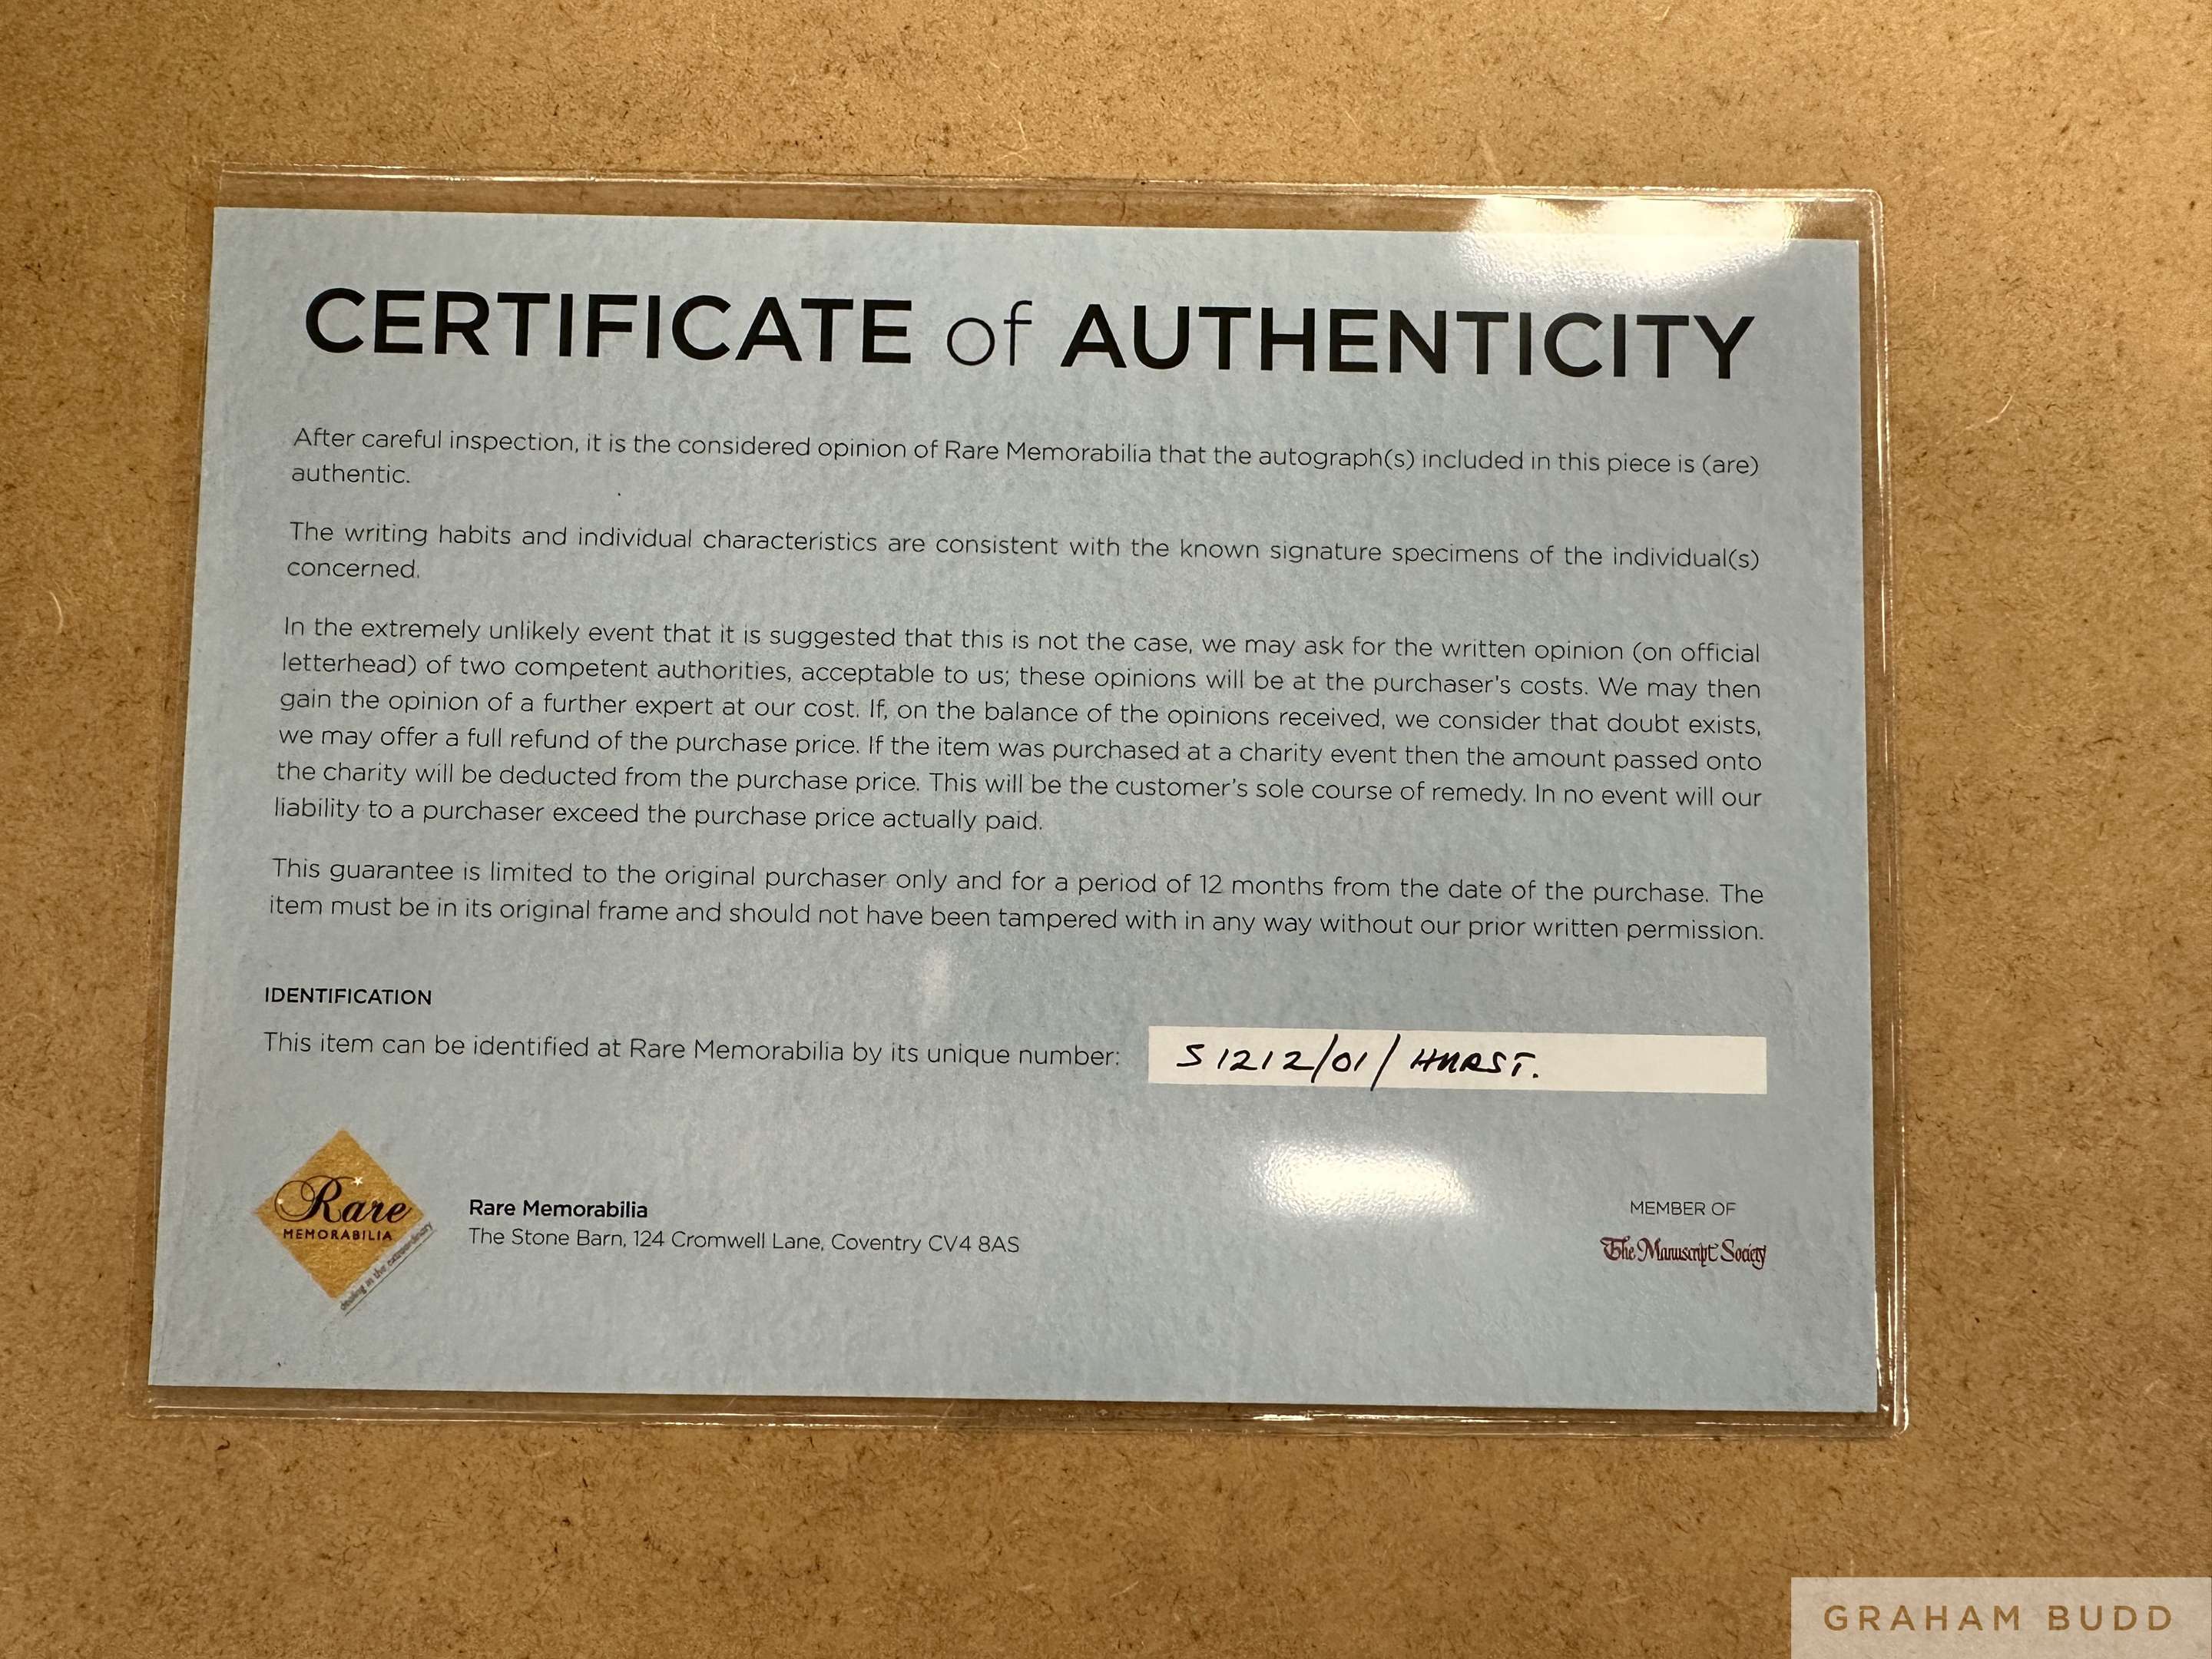 CERTIFICATE of AUTHENTICITY
After careful inspection, it is the considered opinion of Rare Memorabilia that the autograph(s) included in this piece is (are)
authentic.
The writing habits and individual characteristics are consistent with the known signature specimens of the individual(s)
concerned.
In the extremely unlikely event that it is suggested that this is not the case, we may ask for the written opinion (on official
letterhead) of two competent authorities, acceptable to us; these opinions will be at the purchaser's costs. We may then
gain the opinion of a further expert at our cost. If, on the balance of the opinions received, we consider that doubt exists,
we may offer a full refund of the purchase price. If the item was purchased at a charity event then the amount passed onto
the charity will be deducted from the purchase price. This will be the customer's sole course of remedy. In no event will our
liability to a purchaser exceed the purchase price actually paid.
This guarantee is limited to the original purchaser only and for a period of 12 months from the date of the purchase. The
item must be in its original frame and should not have been tampered with in any way without our prior written permission.
IDENTIFICATION
This item can be identified at Rare Memorabilia by its unique number: S1212/01/HURST.
Rare
MEMORABILIA
dealing in the extraordinary
Rare Memorabilia
The Stone Barn, 124 Cromwell Lane, Coventry CV4 8AS
MEMBER OF
The Manuscript Society
GRAHAM BUDD